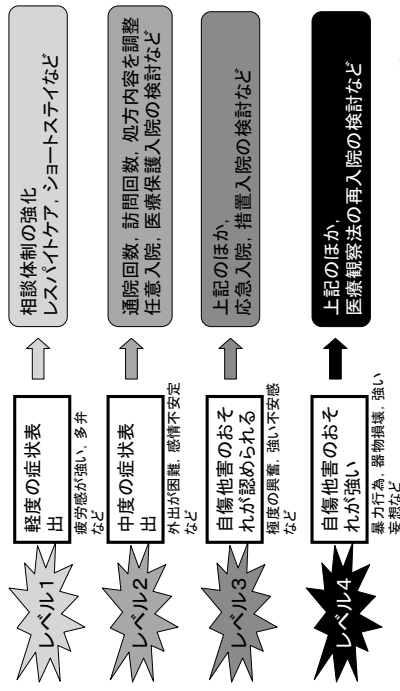 レベル1
軽度の症状表
出
疲労感が強い，多弁
など
相談体制の強化
レスパイトケア，ショートステイなど
レベル2
中度の症状表
出
外出が困難，感情不安定
など
通院回数，訪問回数，処方内容を調整
任意入院，医療保護入院の検討など
レベル3
自傷他害のおそ
れが認められる
極度の興奮，強い不安感
など
上記のほか，
応急入院，措置入院の検討など
レベル4
自傷他害のおそ
れが強い
暴力行為，器物損壊，強い
妄想など
上記のほか，
医療観察法の再入院の検討など